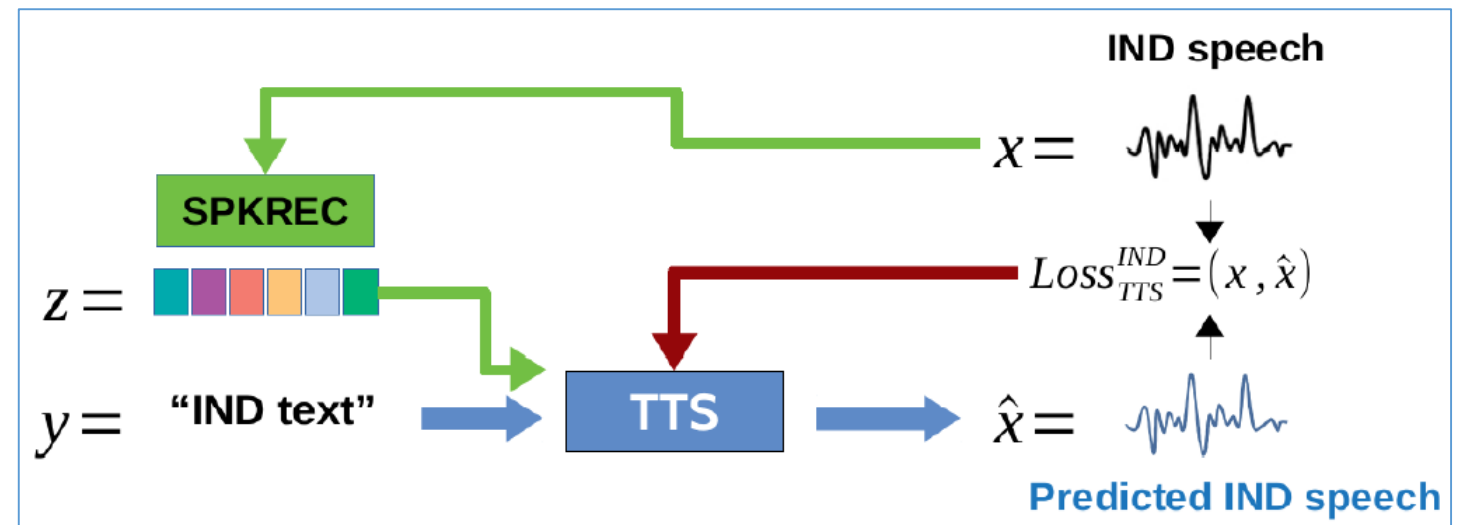 IND speech
x =
SPKREC
Loss^{IND}_{TTS} = (x , x̂)
z =
y = “IND text”
TTS
x̂ =
Predicted IND speech